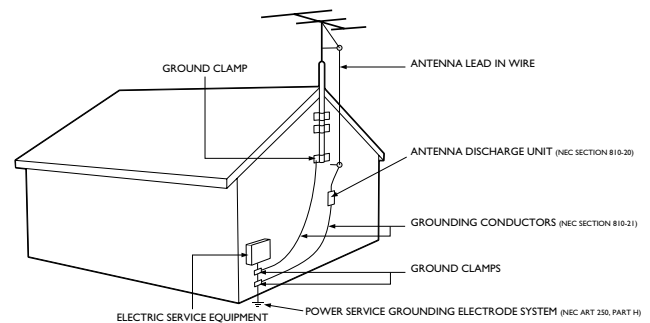 GROUND CLAMP
ANTENNA LEAD IN WIRE
ANTENNA DISCHARGE UNIT (NEC SECTION 810-20)
GROUNDING CONDUCTORS (NEC SECTION 810-21)
GROUND CLAMPS
ELECTRIC SERVICE EQUIPMENT
POWER SERVICE GROUNDING ELECTRODE SYSTEM (NEC ART 250, PART H)